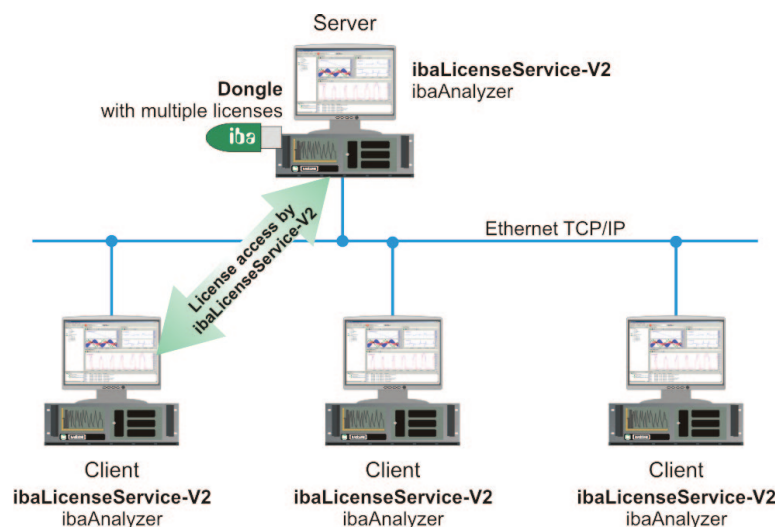 Server
ibaLicenseService-V2
ibaAnalyzer
Dongle
with multiple licenses
iba
Ethernet TCP/IP
License access by
ibaLicenseService-V2
Client
ibaLicenseService-V2
ibaAnalyzer
Client
ibaLicenseService-V2
ibaAnalyzer
Client
ibaLicenseService-V2
ibaAnalyzer